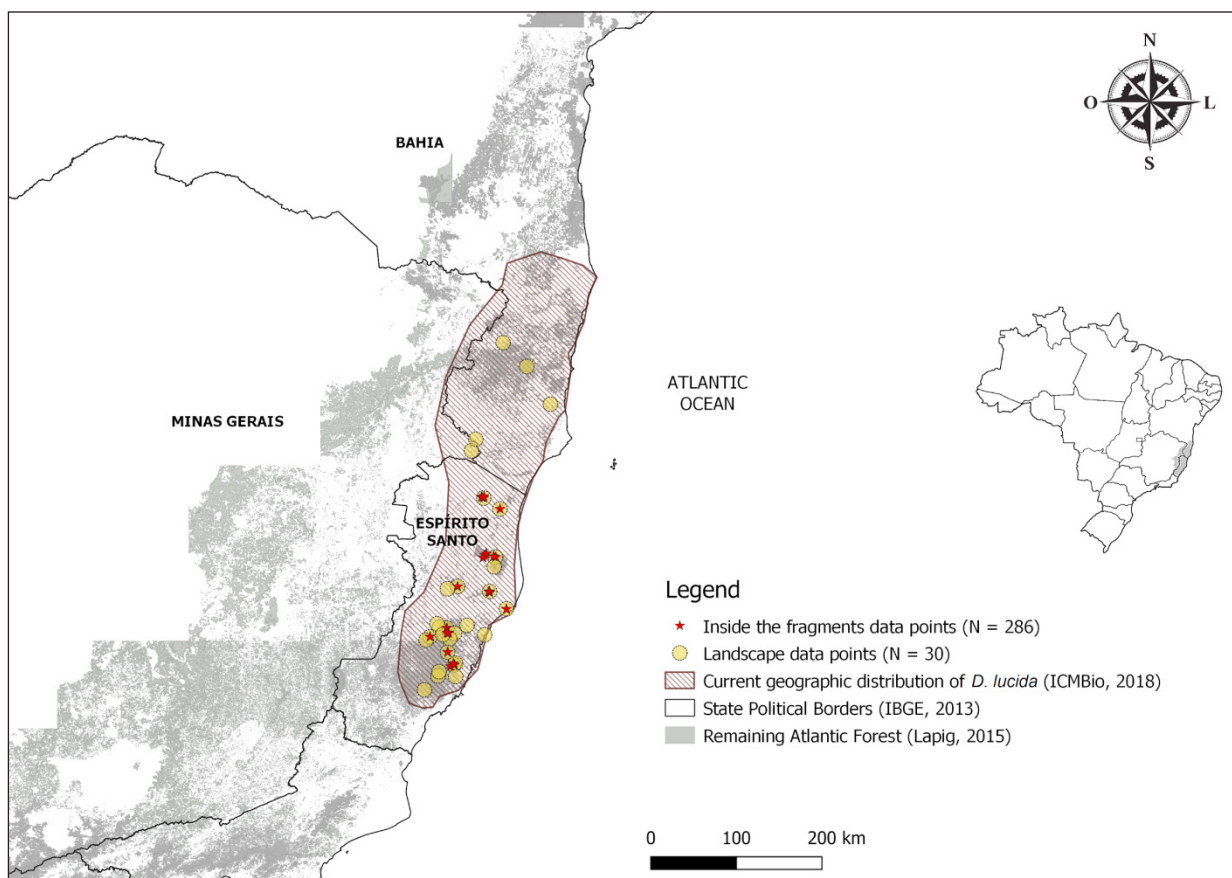 N
O
L
S
BAHIA
MINAS GERAIS
ATLANTIC
OCEAN
ESPÍRITO
SANTO
Legend
Inside the fragments data points (N = 286)
Landscape data points (N = 30)
Current geographic distribution of D. lucida (ICMBio, 2018)
State Political Borders (IBGE, 2013)
Remaining Atlantic Forest (Lapig, 2015)
0 100 200 km